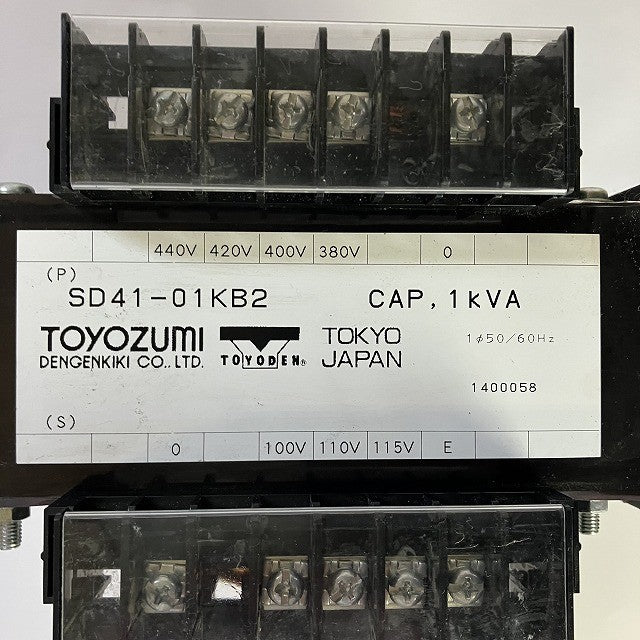 440V 420V 400V 380V 0
(P)
SD41-01KB2 CAP. 1kVA
TOYOZUMI TOYODEN® TOKYO 1φ50/60Hz
DENGENKIKI CO., LTD. JAPAN
1400058
(S)
0 100V 110V 115V E